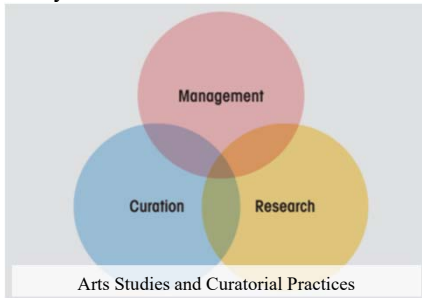 Management
Curation Research
Arts Studies and Curatorial Practices